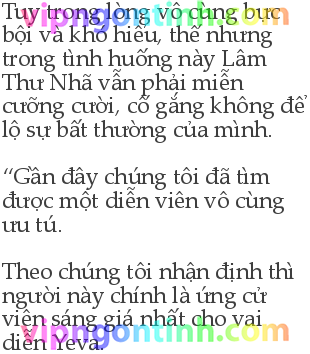 Tuy trong lòng vô cùng bực
bội và khó hiểu, thế nhưng
trong tình huống này Lâm
Thư Nhã vẫn phải miễn
cưỡng cười, cố gắng không để
lộ sự bất thường của mình.
“Gần đây chúng tôi đã tìm
được một diễn viên vô cùng
ưu tú.
Theo chúng tôi nhận định thì
người này chính là ứng cử
viên sáng giá nhất cho vai
diễn Yeva.
vipngontinh.com
vipngontinh.com